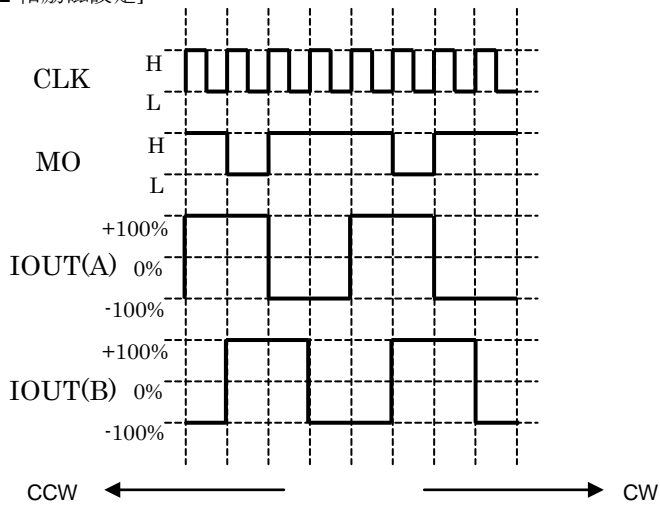 CLK
H
L
MO
H
L
+100%
IOUT(A) 0%
-100%
+100%
IOUT(B) 0%
-100%
CCW
CW